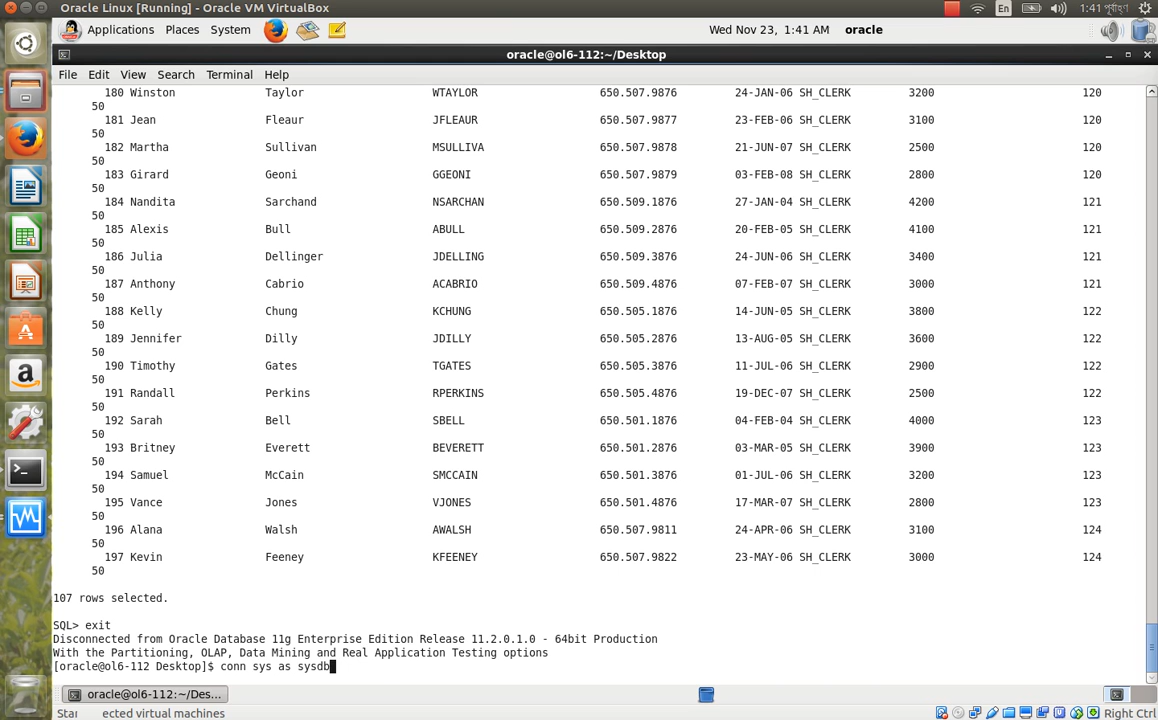 Oracle Linux [Running] - Oracle VM VirtualBox
En
1:41 পূর্বাহ্ণ
Applications Places System
Wed Nov 23, 1:41 AM oracle
oracle@ol6-112:~/Desktop
File Edit View Search Terminal Help
180 Winston Taylor WTAYLOR 650.507.9876 24-JAN-06 SH_CLERK 3200 120
50
181 Jean Fleaur JFLEAUR 650.507.9877 23-FEB-06 SH_CLERK 3100 120
50
182 Martha Sullivan MSULLIVA 650.507.9878 21-JUN-07 SH_CLERK 2500 120
50
183 Girard Geoni GGEONI 650.507.9879 03-FEB-08 SH_CLERK 2800 120
50
184 Nandita Sarchand NSARCHAN 650.509.1876 27-JAN-04 SH_CLERK 4200 121
50
185 Alexis Bull ABULL 650.509.2876 20-FEB-05 SH_CLERK 4100 121
50
186 Julia Dellinger JDELLING 650.509.3876 24-JUN-06 SH_CLERK 3400 121
50
187 Anthony Cabrio ACABRIO 650.509.4876 07-FEB-07 SH_CLERK 3000 121
50
188 Kelly Chung KCHUNG 650.505.1876 14-JUN-05 SH_CLERK 3800 122
50
189 Jennifer Dilly JDILLY 650.505.2876 13-AUG-05 SH_CLERK 3600 122
50
190 Timothy Gates TGATES 650.505.3876 11-JUL-06 SH_CLERK 2900 122
50
191 Randall Perkins RPERKINS 650.505.4876 19-DEC-07 SH_CLERK 2500 122
50
192 Sarah Bell SBELL 650.501.1876 04-FEB-04 SH_CLERK 4000 123
50
193 Britney Everett BEVERETT 650.501.2876 03-MAR-05 SH_CLERK 3900 123
50
194 Samuel McCain SMCCAIN 650.501.3876 01-JUL-06 SH_CLERK 3200 123
50
195 Vance Jones VJONES 650.501.4876 17-MAR-07 SH_CLERK 2800 123
50
196 Alana Walsh AWALSH 650.507.9811 24-APR-06 SH_CLERK 3100 124
50
197 Kevin Feeney KFEENEY 650.507.9822 23-MAY-06 SH_CLERK 3000 124
50
107 rows selected.
SQL> exit
Disconnected from Oracle Database 11g Enterprise Edition Release 11.2.0.1.0 - 64bit Production
With the Partitioning, OLAP, Data Mining and Real Application Testing options
[oracle@ol6-112 Desktop]$ conn sys as sysdb
oracle@ol6-112:~/Des...
Star ected virtual machines
Right Ctrl